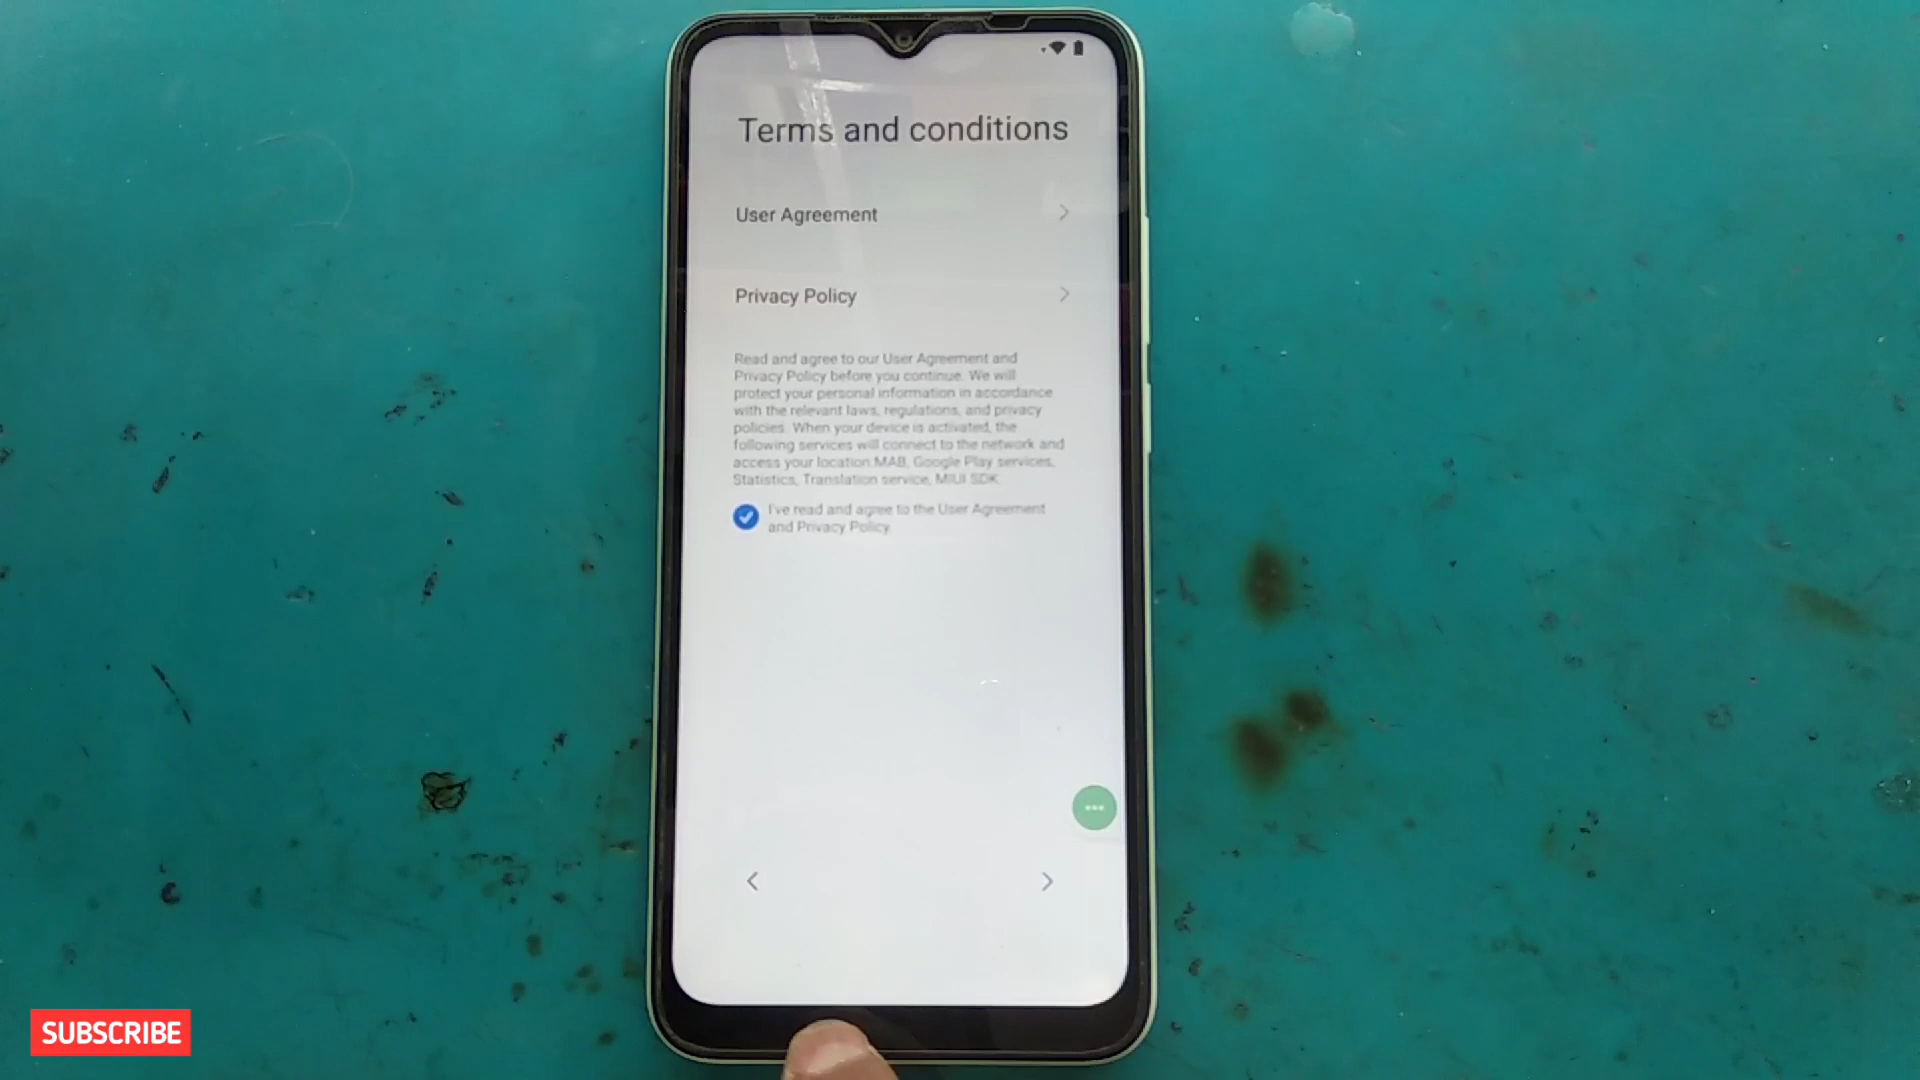 Terms and conditions
User Agreement
Privacy Policy
Read and agree to our User Agreement and
Privacy Policy before you continue. We will
protect your personal information in accordance
with the relevant laws, regulations, and privacy
policies. When your device is activated, the
following services will connect to the network and
access your location:MAB, Google Play services,
Statistics, Translation service, MIUI SDK.
I've read and agree to the User Agreement
and Privacy Policy.
SUBSCRIBE